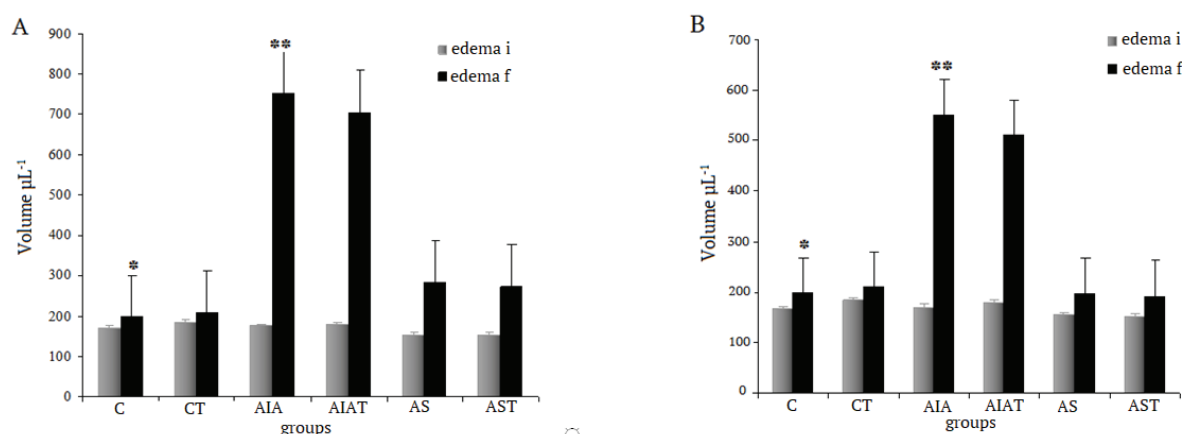 A
900
800
700
600
500
400
300
200
100
0
Volume µL⁻¹
edema i
edema f
*
**
C CT AIA AIAT AS AST
groups
B
700
600
500
400
300
200
100
0
Volume µL⁻¹
edema i
edema f
*
**
C CT AIA AIAT AS AST
groups